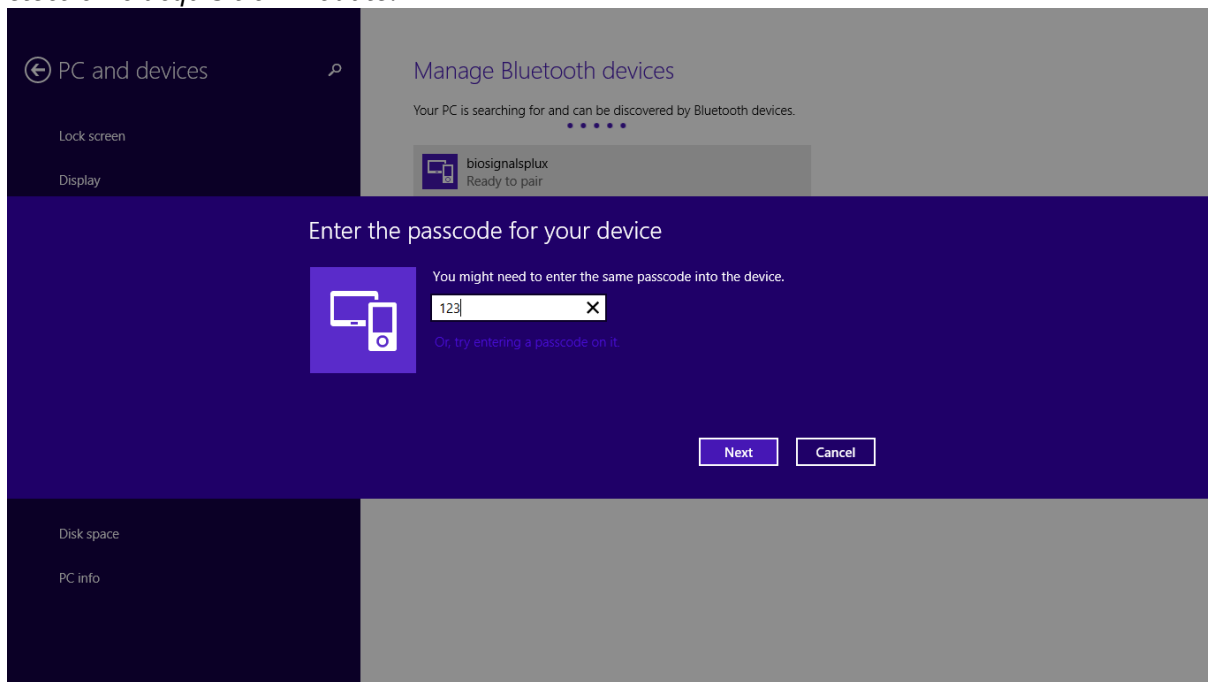 PC and devices
Lock screen
Display
Manage Bluetooth devices
Your PC is searching for and can be discovered by Bluetooth devices.
biosignalsplux
Ready to pair
Enter the passcode for your device
You might need to enter the same passcode into the device.
123
Or, try entering a passcode on it.
Next
Cancel
Disk space
PC info